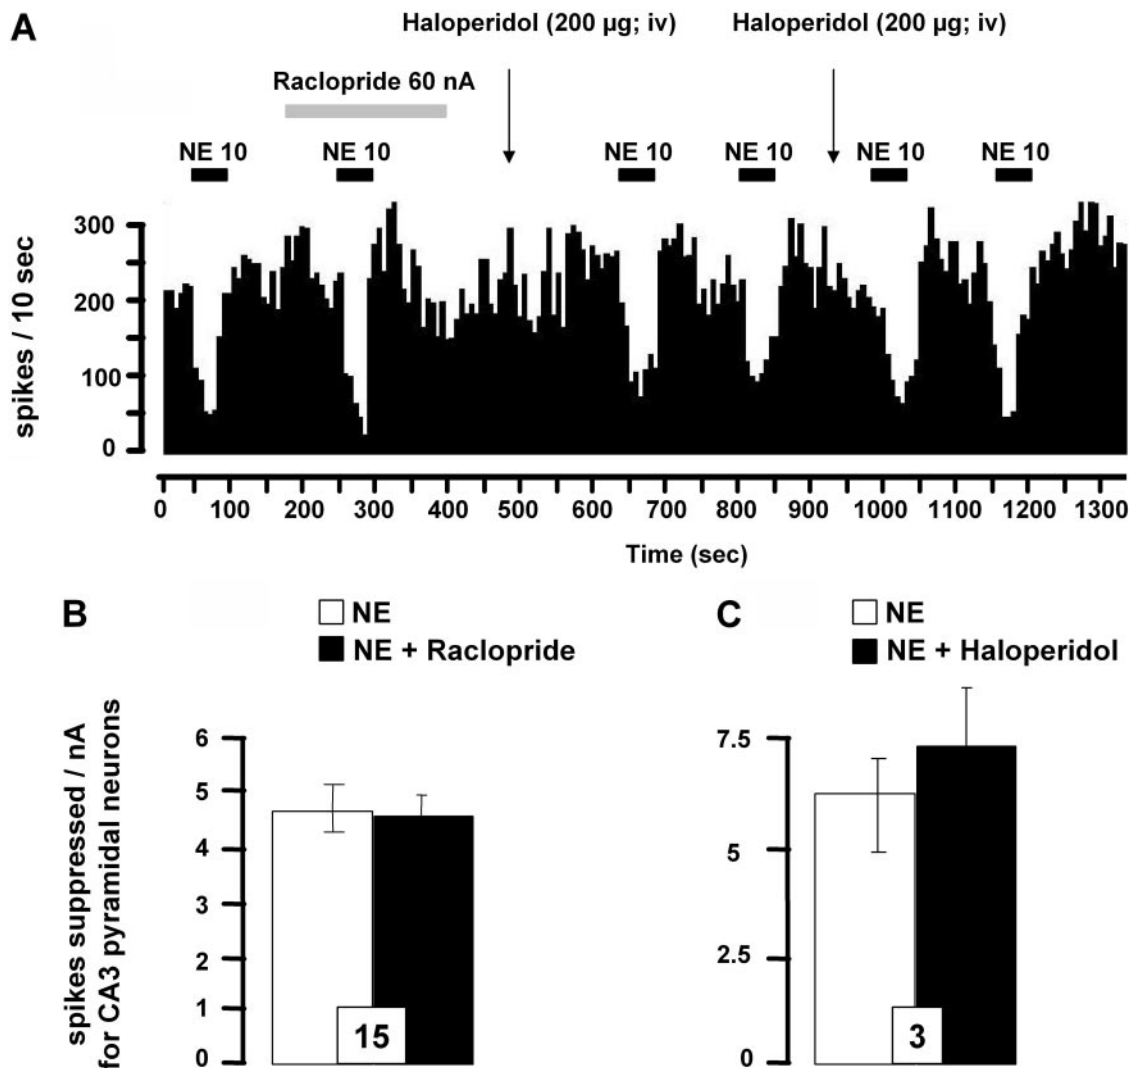 A
Haloperidol (200 µg; iv) Haloperidol (200 µg; iv)
Raclopride 60 nA
NE 10 NE 10 NE 10 NE 10 NE 10 NE 10
spikes / 10 sec
300
200
100
0
0 100 200 300 400 500 600 700 800 900 1000 1100 1200 1300
Time (sec)
B
NE
NE + Raclopride
spikes suppressed / nA
for CA3 pyramidal neurons
6
5
4
3
2
1
0
15
C
NE
NE + Haloperidol
7.5
5
2.5
0
3